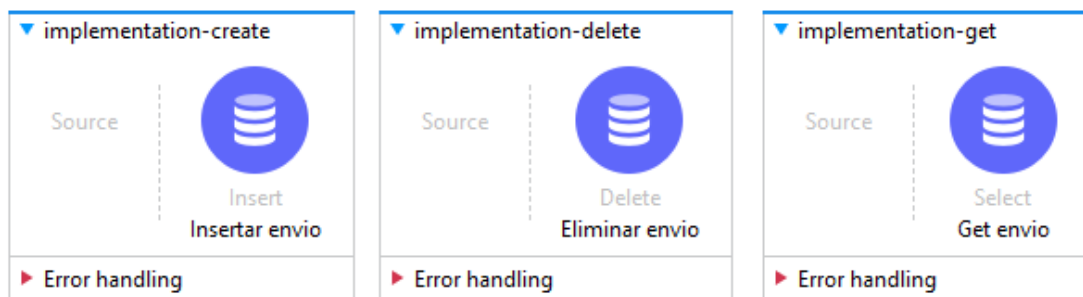 implementation-create
Source
Insert
Insertar envio
Error handling
implementation-delete
Source
Delete
Eliminar envio
Error handling
implementation-get
Source
Select
Get envio
Error handling